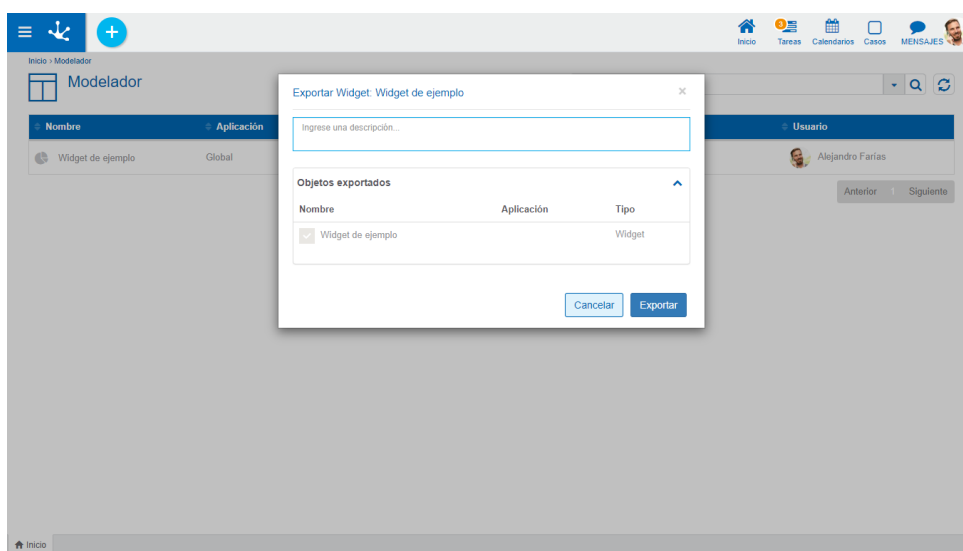 Inicio
3
Tareas
Calendarios
Casos
MENSAJES
Inicio › Modelador
Modelador
Nombre
Aplicación
Usuario
Widget de ejemplo
Global
Alejandro Farías
Anterior 1 Siguiente
Exportar Widget: Widget de ejemplo ×
Ingrese una descripción...
Objetos exportados
Nombre Aplicación Tipo
Widget de ejemplo Widget
Cancelar Exportar
Inicio